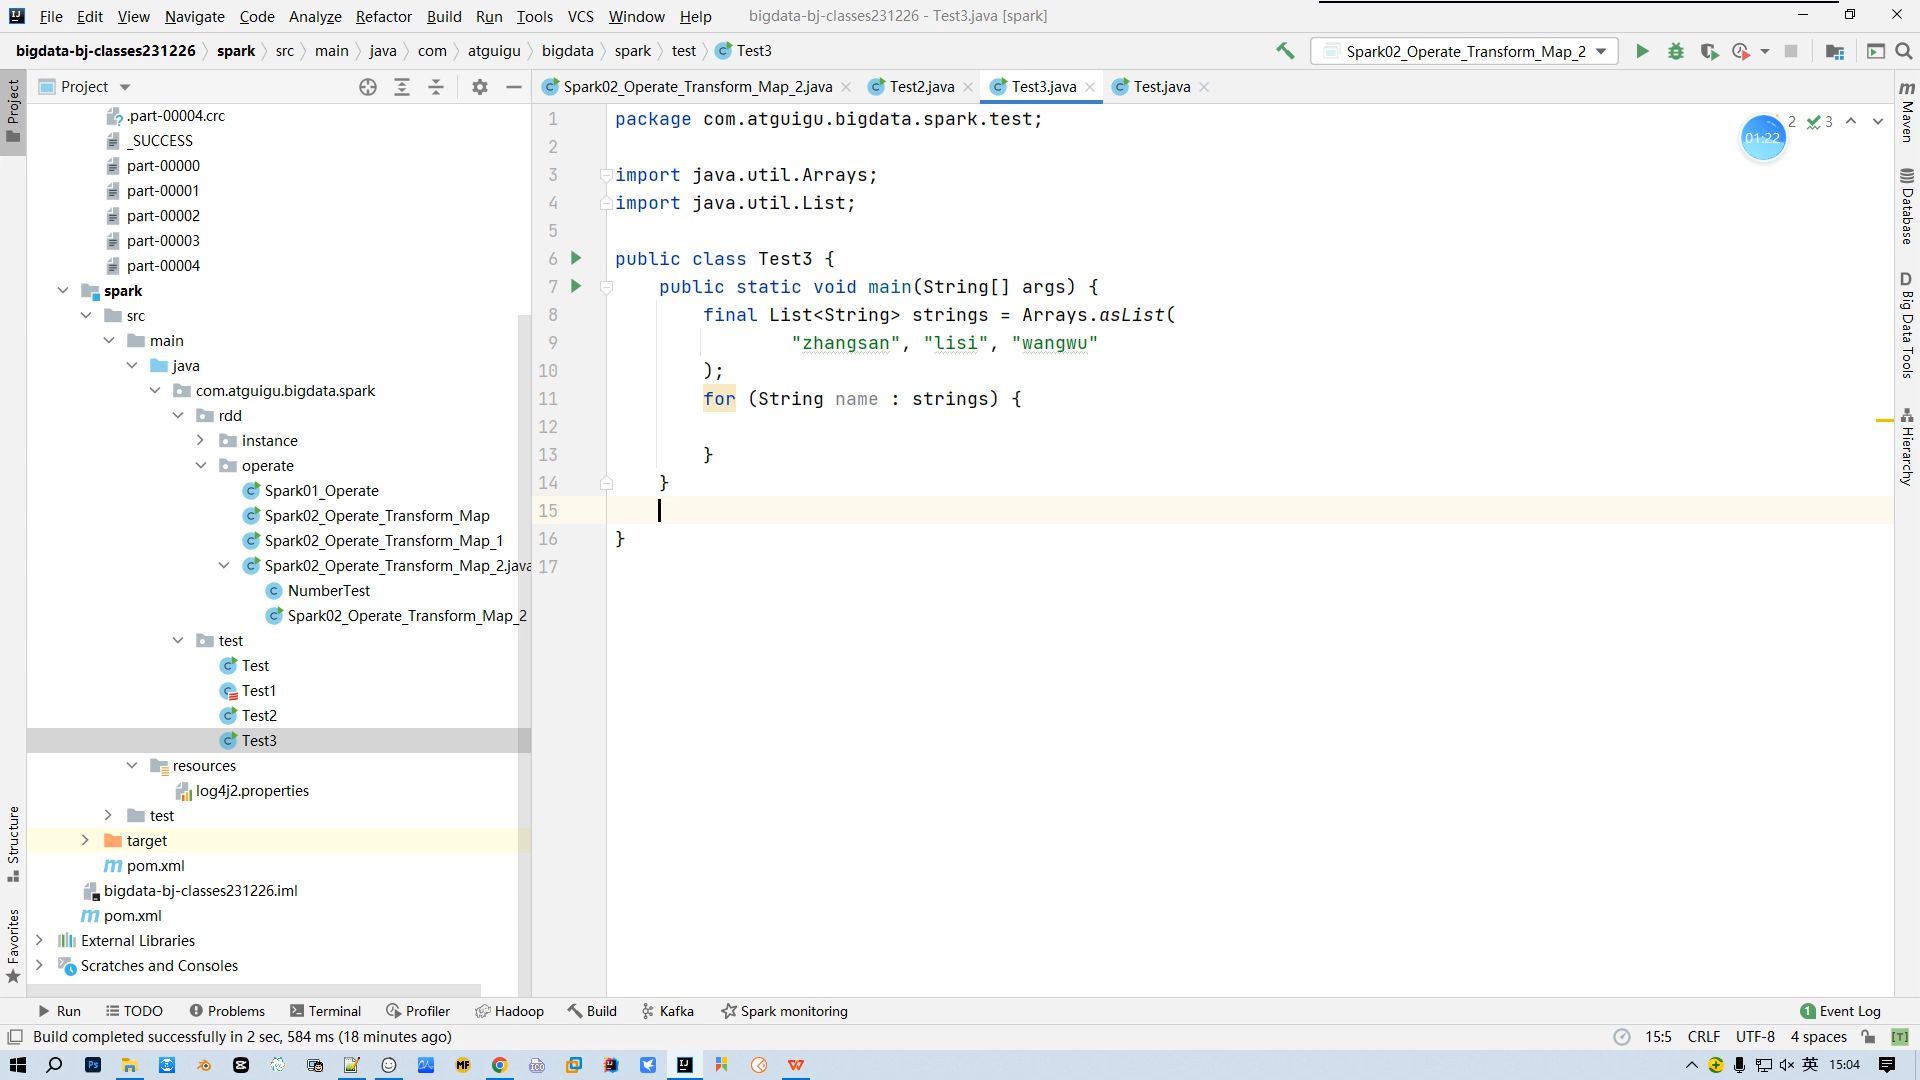 File Edit View Navigate Code Analyze Refactor Build Run Tools VCS Window Help bigdata-bj-classes231226 - Test3.java [spark]
bigdata-bj-classes231226 spark src main java com atguigu bigdata spark test Test3
Spark02_Operate_Transform_Map_2
Project
Spark02_Operate_Transform_Map_2.java Test2.java Test3.java Test.java
.part-00004.crc
_SUCCESS
part-00000
part-00001
part-00002
part-00003
part-00004
spark
src
main
java
com.atguigu.bigdata.spark
rdd
instance
operate
Spark01_Operate
Spark02_Operate_Transform_Map
Spark02_Operate_Transform_Map_1
Spark02_Operate_Transform_Map_2.java
NumberTest
Spark02_Operate_Transform_Map_2
test
Test
Test1
Test2
Test3
resources
log4j2.properties
test
target
pom.xml
bigdata-bj-classes231226.iml
pom.xml
External Libraries
Scratches and Consoles
1 package com.atguigu.bigdata.spark.test;
2
3 import java.util.Arrays;
4 import java.util.List;
5
6 public class Test3 {
7 public static void main(String[] args) {
8 final List<String> strings = Arrays.asList(
9 "zhangsan", "lisi", "wangwu"
10 );
11 for (String name : strings) {
12
13 }
14 }
15
16 }
17
01:22
2 3
Project
Structure
Favorites
Maven
Database
Big Data Tools
Hierarchy
Run TODO Problems Terminal Profiler Hadoop Build Kafka Spark monitoring
1 Event Log
Build completed successfully in 2 sec, 584 ms (18 minutes ago)
15:5 CRLF UTF-8 4 spaces [T]
英 15:04